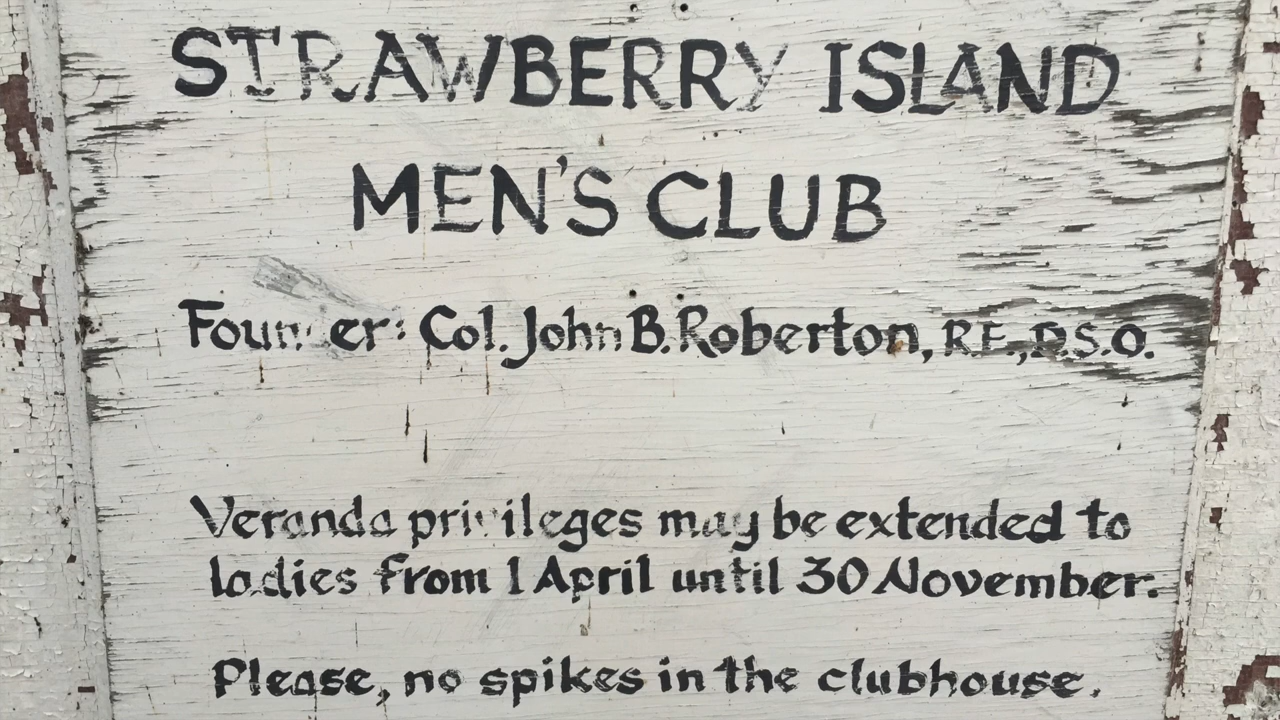 STRAWBERRY ISLAND
MEN'S CLUB
Founder: Col. John B. Roberton, R.E., D.S.O.
Veranda privileges may be extended to
ladies from 1 April until 30 November.
Please, no spikes in the clubhouse.